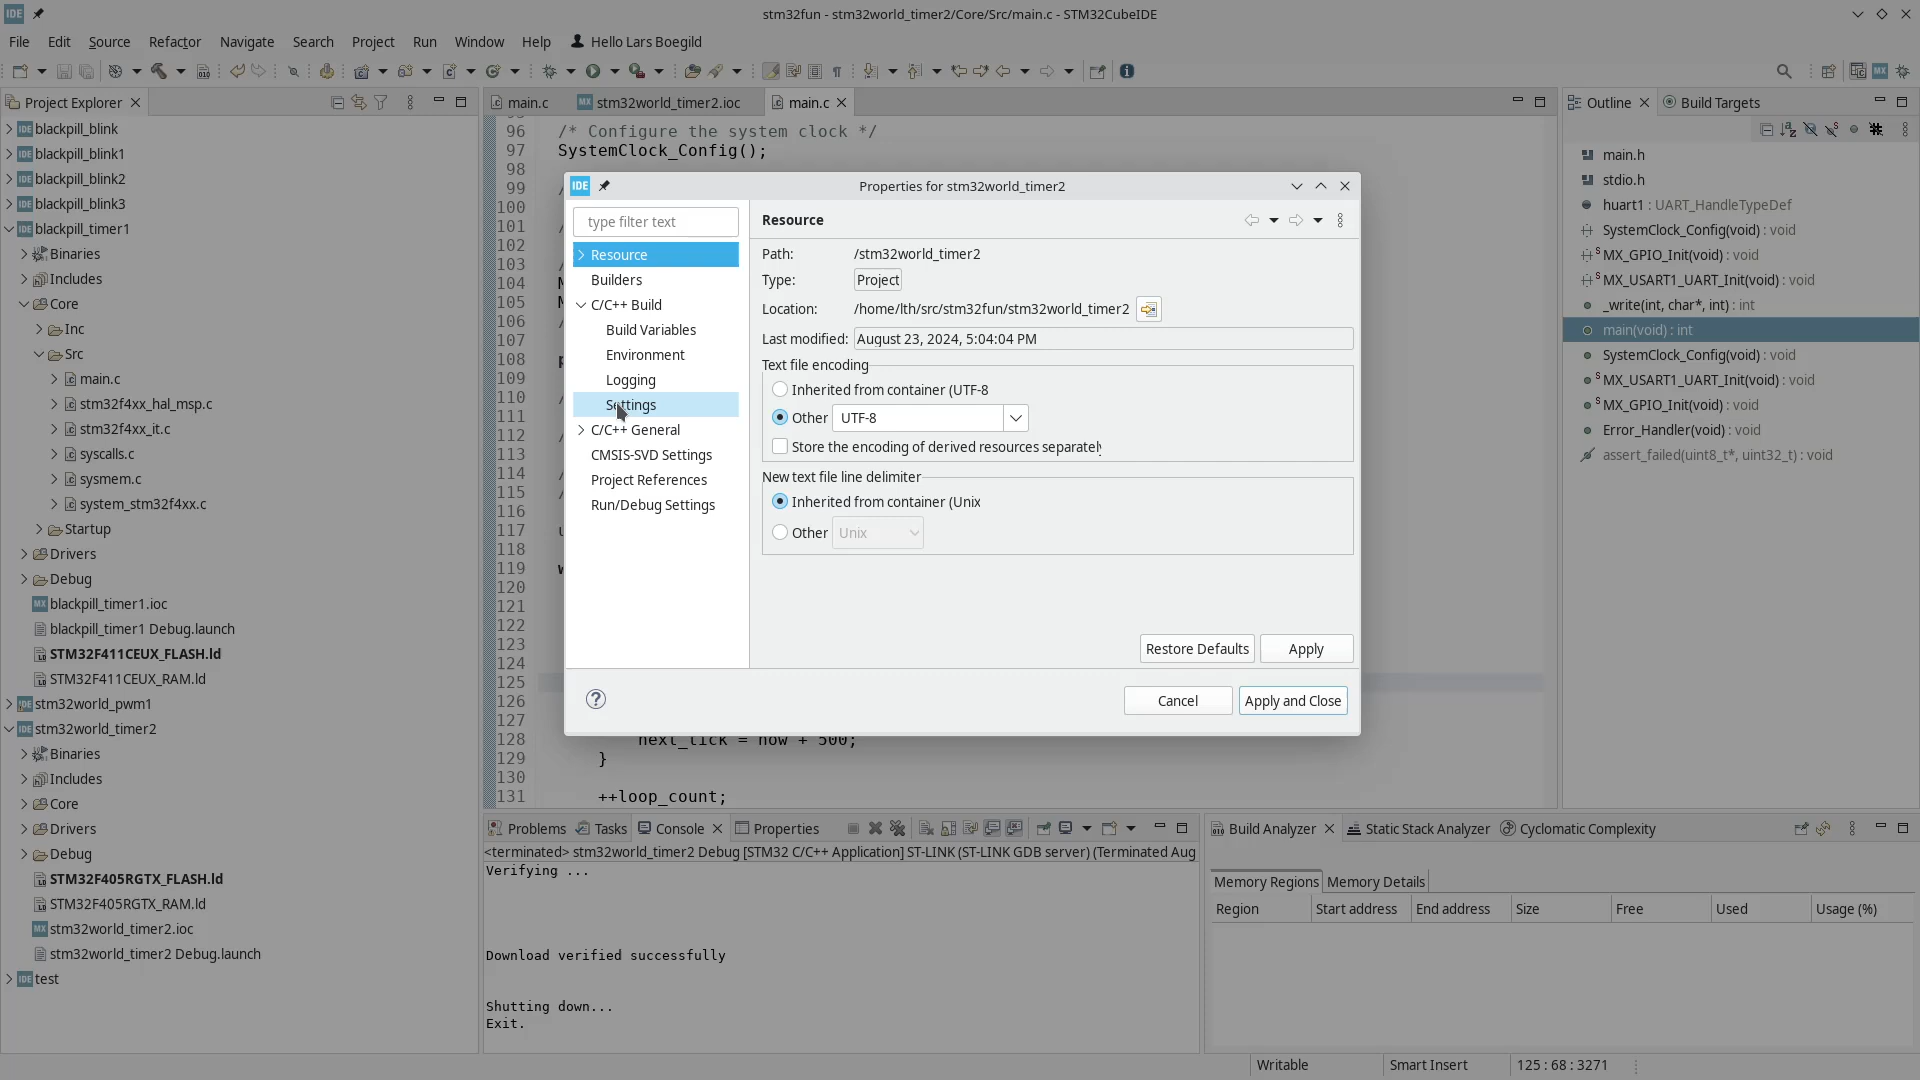 IDE
stm32fun - stm32world_timer2/Core/Src/main.c - STM32CubeIDE
File Edit Source Refactor Navigate Search Project Run Window Help Hello Lars Boegild
Project Explorer
IDE blackpill_blink
IDE blackpill_blink1
IDE blackpill_blink2
IDE blackpill_blink3
IDE blackpill_timer1
Binaries
Includes
Core
Inc
Src
main.c
stm32f4xx_hal_msp.c
stm32f4xx_it.c
syscalls.c
sysmem.c
system_stm32f4xx.c
Startup
Drivers
Debug
MX blackpill_timer1.ioc
blackpill_timer1 Debug.launch
STM32F411CEUX_FLASH.ld
STM32F411CEUX_RAM.ld
stm32world_pwm1
IDE stm32world_timer2
Binaries
Includes
Core
Drivers
Debug
STM32F405RGTX_FLASH.ld
STM32F405RGTX_RAM.ld
MX stm32world_timer2.ioc
stm32world_timer2 Debug.launch
IDE test
main.c MX stm32world_timer2.ioc main.c
96 /* Configure the system clock */
97 SystemClock_Config();
98
99
100
101
102
103
104
105
106
107
108
109
110
111
112
113
114
115
116
117
118
119
120
121
122
123
124
125
126
127
128 next_tick = now + 500;
129 }
130
131 ++loop_count;
IDE Properties for stm32world_timer2
type filter text
Resource
Builders
C/C++ Build
Build Variables
Environment
Logging
Settings
C/C++ General
CMSIS-SVD Settings
Project References
Run/Debug Settings
Resource
Path: /stm32world_timer2
Type: Project
Location: /home/lth/src/stm32fun/stm32world_timer2
Last modified: August 23, 2024, 5:04:04 PM
Text file encoding
Inherited from container (UTF-8
Other UTF-8
Store the encoding of derived resources separately
New text file line delimiter
Inherited from container (Unix
Other Unix
Restore Defaults Apply
Cancel Apply and Close
Outline Build Targets
main.h
stdio.h
huart1 : UART_HandleTypeDef
SystemClock_Config(void) : void
MX_GPIO_Init(void) : void
MX_USART1_UART_Init(void) : void
_write(int, char*, int) : int
main(void) : int
SystemClock_Config(void) : void
MX_USART1_UART_Init(void) : void
MX_GPIO_Init(void) : void
Error_Handler(void) : void
assert_failed(uint8_t*, uint32_t) : void
Problems Tasks Console Properties
<terminated> stm32world_timer2 Debug [STM32 C/C++ Application] ST-LINK (ST-LINK GDB server) (Terminated Aug
Verifying ...
Download verified successfully
Shutting down...
Exit.
Build Analyzer Static Stack Analyzer Cyclomatic Complexity
Memory Regions Memory Details
Region Start address End address Size Free Used Usage (%)
Writable Smart Insert 125 : 68 : 3271